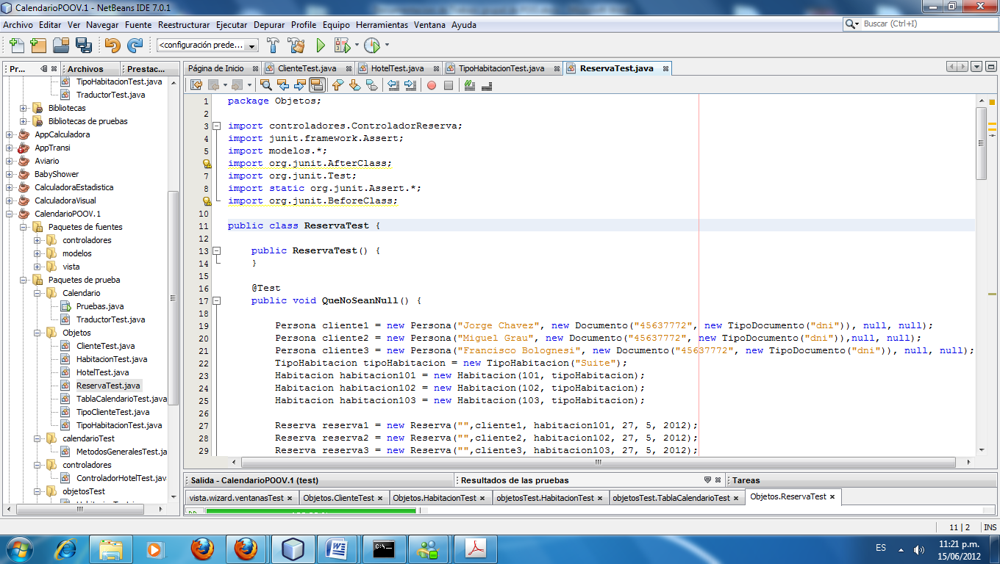 CalendarioPOOV.1 - NetBeans IDE 7.0.1
Archivo Editar Ver Navegar Fuente Reestructurar Ejecutar Depurar Profile Equipo Herramientas Ventana Ayuda
Buscar (Ctrl+I)
<configuración prede...
Pr... Archivos Prestac...
TipoHabitacionTest.java
TraductorTest.java
Bibliotecas
Bibliotecas de pruebas
AppCalculadora
AppTransi
Aviario
BabyShower
CalculadoraEstadistica
CalculadoraVisual
CalendarioPOOV.1
Paquetes de fuentes
controladores
modelos
vista
Paquetes de prueba
Calendario
Pruebas.java
TraductorTest.java
Objetos
ClienteTest.java
HabitacionTest.java
HotelTest.java
ReservaTest.java
TablaCalendarioTest.java
TipoClienteTest.java
TipoHabitacionTest.java
calendarioTest
MetodosGeneralesTest.ja
controladores
ControladorHotelTest.java
objetosTest
Página de Inicio ClienteTest.java HotelTest.java TipoHabitacionTest.java ReservaTest.java
1 package Objetos;
2
3 import controladores.ControladorReserva;
4 import junit.framework.Assert;
5 import modelos.*;
import org.junit.AfterClass;
7 import org.junit.Test;
8 import static org.junit.Assert.*;
import org.junit.BeforeClass;
10
11 public class ReservaTest {
12
13 public ReservaTest() {
14 }
15
16 @Test
17 public void QueNoSeanNull() {
18
19 Persona cliente1 = new Persona("Jorge Chavez", new Documento("45637772", new TipoDocumento("dni")), null, null);
20 Persona cliente2 = new Persona("Miguel Grau", new Documento("45637772", new TipoDocumento("dni")),null, null);
21 Persona cliente3 = new Persona("Francisco Bolognesi", new Documento("45637772", new TipoDocumento("dni")), null, null);
22 TipoHabitacion tipoHabitacion = new TipoHabitacion("Suite");
23 Habitacion habitacion101 = new Habitacion(101, tipoHabitacion);
24 Habitacion habitacion102 = new Habitacion(102, tipoHabitacion);
25 Habitacion habitacion103 = new Habitacion(103, tipoHabitacion);
26
27 Reserva reserva1 = new Reserva("",cliente1, habitacion101, 27, 5, 2012);
28 Reserva reserva2 = new Reserva("",cliente2, habitacion102, 27, 5, 2012);
29 Reserva reserva3 = new Reserva("",cliente3, habitacion103, 27, 5, 2012);
Salida - CalendarioPOOV.1 (test) Resultados de las pruebas Tareas
vista.wizard.ventanasTest Objetos.ClienteTest Objetos.HabitacionTest objetosTest.HabitacionTest objetosTest.TablaCalendarioTest Objetos.ReservaTest
11 | 2 INS
ES 11:21 p.m.
15/06/2012